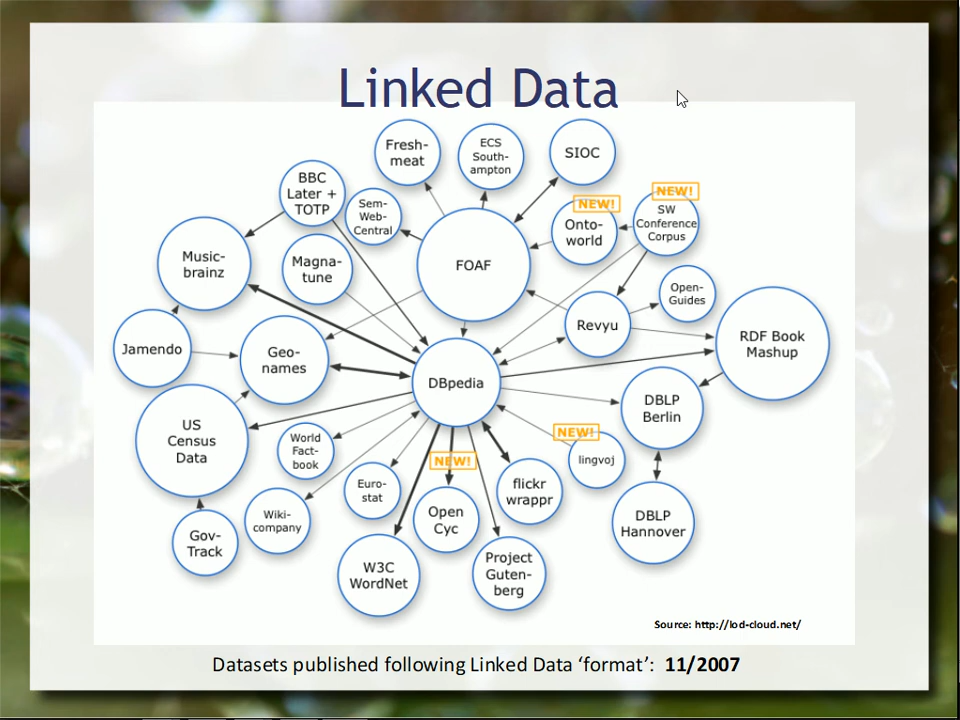 Linked Data
Fresh-
meat
ECS
South-
ampton
SIOC
BBC
Later +
TOTP
Sem-
Web-
Central
NEW!
Onto-
world
NEW!
SW
Conference
Corpus
Music-
brainz
Magna-
tune
FOAF
Open-
Guides
Revyu
RDF Book
Mashup
Jamendo
Geo-
names
DBpedia
DBLP
Berlin
US
Census
Data
World
Fact-
book
NEW!
NEW!
lingvoj
Euro-
stat
flickr
wrappr
Wiki-
company
Open
Cyc
DBLP
Hannover
Gov-
Track
W3C
WordNet
Project
Guten-
berg
Source: http://lod-cloud.net/
Datasets published following Linked Data ‘format’: 11/2007